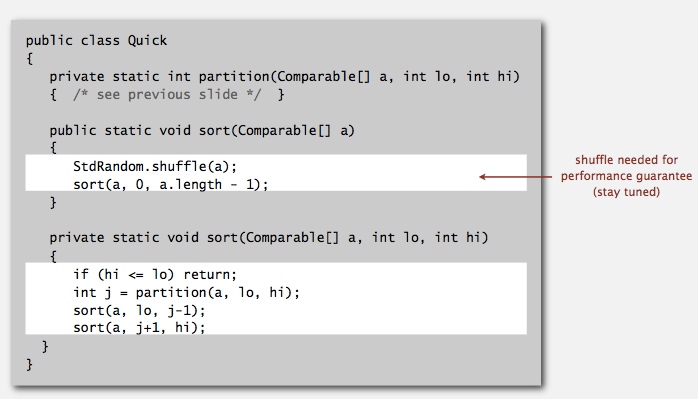 public class Quick
{
private static int partition(Comparable[] a, int lo, int hi)
{ /* see previous slide */ }
public static void sort(Comparable[] a)
{
StdRandom.shuffle(a);
sort(a, 0, a.length - 1);
}
private static void sort(Comparable[] a, int lo, int hi)
{
if (hi <= lo) return;
int j = partition(a, lo, hi);
sort(a, lo, j-1);
sort(a, j+1, hi);
}
}
shuffle needed for
performance guarantee
(stay tuned)